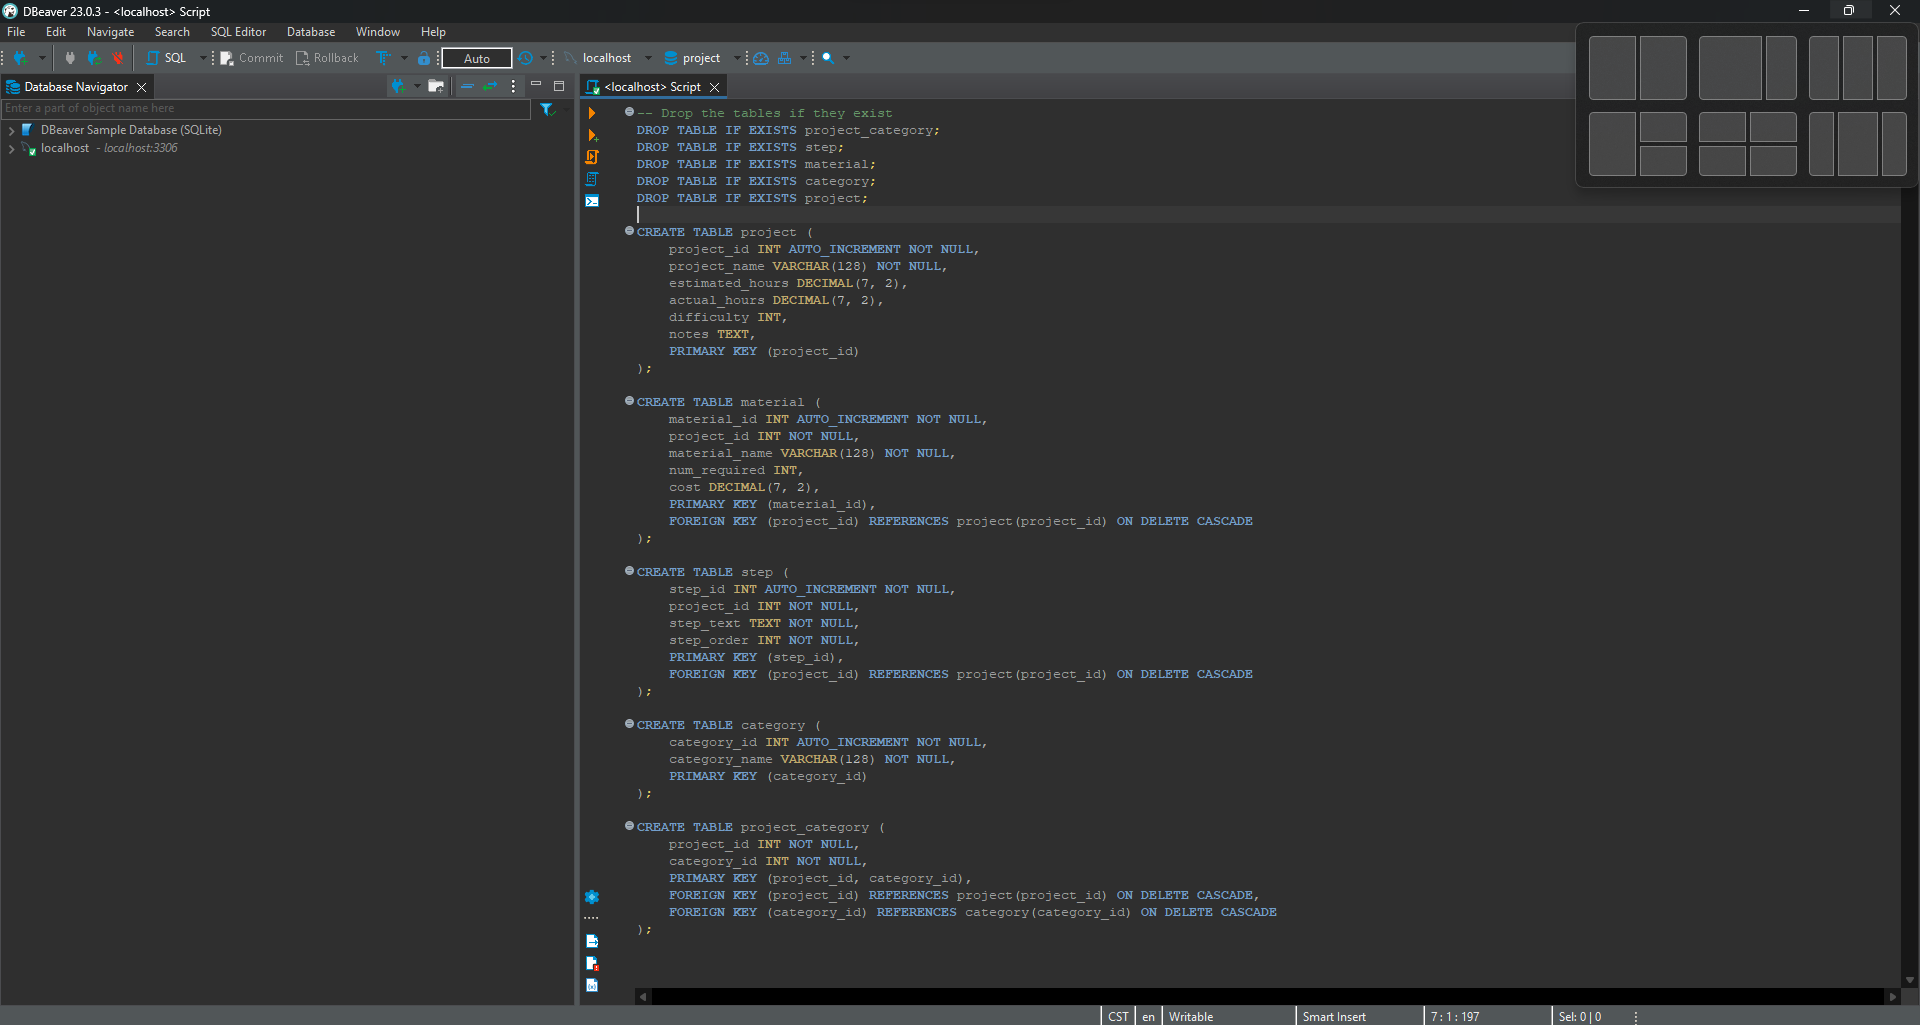 DBeaver 23.0.3 - <localhost> Script
File Edit Navigate Search SQL Editor Database Window Help
SQL Commit Rollback Auto localhost project
Database Navigator
<localhost> Script
Enter a part of object name here
DBeaver Sample Database (SQLite)
localhost - localhost:3306
-- Drop the tables if they exist
DROP TABLE IF EXISTS project_category;
DROP TABLE IF EXISTS step;
DROP TABLE IF EXISTS material;
DROP TABLE IF EXISTS category;
DROP TABLE IF EXISTS project;
CREATE TABLE project (
project_id INT AUTO_INCREMENT NOT NULL,
project_name VARCHAR(128) NOT NULL,
estimated_hours DECIMAL(7, 2),
actual_hours DECIMAL(7, 2),
difficulty INT,
notes TEXT,
PRIMARY KEY (project_id)
);
CREATE TABLE material (
material_id INT AUTO_INCREMENT NOT NULL,
project_id INT NOT NULL,
material_name VARCHAR(128) NOT NULL,
num_required INT,
cost DECIMAL(7, 2),
PRIMARY KEY (material_id),
FOREIGN KEY (project_id) REFERENCES project(project_id) ON DELETE CASCADE
);
CREATE TABLE step (
step_id INT AUTO_INCREMENT NOT NULL,
project_id INT NOT NULL,
step_text TEXT NOT NULL,
step_order INT NOT NULL,
PRIMARY KEY (step_id),
FOREIGN KEY (project_id) REFERENCES project(project_id) ON DELETE CASCADE
);
CREATE TABLE category (
category_id INT AUTO_INCREMENT NOT NULL,
category_name VARCHAR(128) NOT NULL,
PRIMARY KEY (category_id)
);
CREATE TABLE project_category (
project_id INT NOT NULL,
category_id INT NOT NULL,
PRIMARY KEY (project_id, category_id),
FOREIGN KEY (project_id) REFERENCES project(project_id) ON DELETE CASCADE,
FOREIGN KEY (category_id) REFERENCES category(category_id) ON DELETE CASCADE
);
CST en Writable Smart Insert 7 : 1 : 197 Sel: 0 | 0